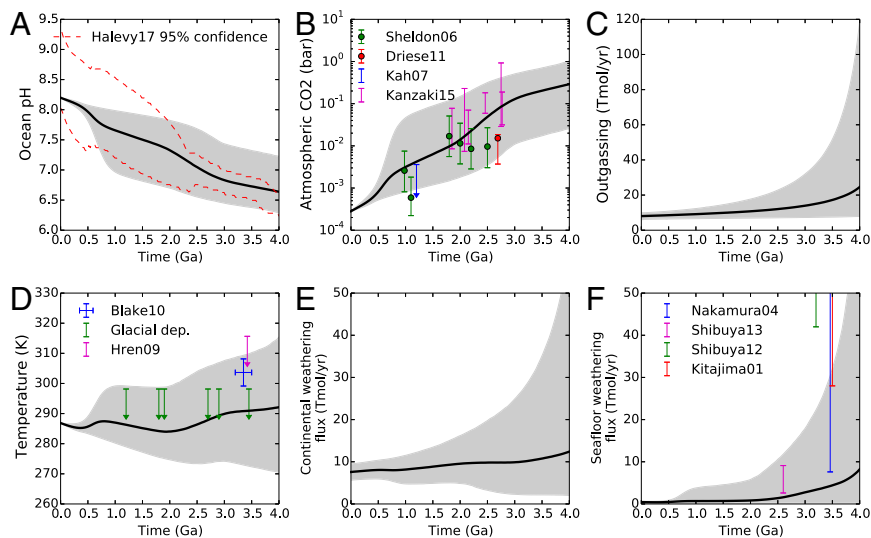 A
Ocean pH
9.5
9.0
8.5
8.0
7.5
7.0
6.5
6.0
Halevy17 95% confidence
0.0 0.5 1.0 1.5 2.0 2.5 3.0 3.5 4.0
Time (Ga)
B
Atmospheric CO2 (bar)
10^1
10^0
10^-1
10^-2
10^-3
10^-4
Sheldon06
Driese11
Kah07
Kanzaki15
0.0 0.5 1.0 1.5 2.0 2.5 3.0 3.5 4.0
Time (Ga)
C
Outgassing (Tmol/yr)
120
100
80
60
40
20
0
0.0 0.5 1.0 1.5 2.0 2.5 3.0 3.5 4.0
Time (Ga)
D
Temperature (K)
330
320
310
300
290
280
270
260
Blake10
Glacial dep.
Hren09
0.0 0.5 1.0 1.5 2.0 2.5 3.0 3.5 4.0
Time (Ga)
E
Continental weathering
flux (Tmol/yr)
50
40
30
20
10
0
0.0 0.5 1.0 1.5 2.0 2.5 3.0 3.5 4.0
Time (Ga)
F
Seafloor weathering
flux (Tmol/yr)
50
40
30
20
10
0
Nakamura04
Shibuya13
Shibuya12
Kitajima01
0.0 0.5 1.0 1.5 2.0 2.5 3.0 3.5 4.0
Time (Ga)